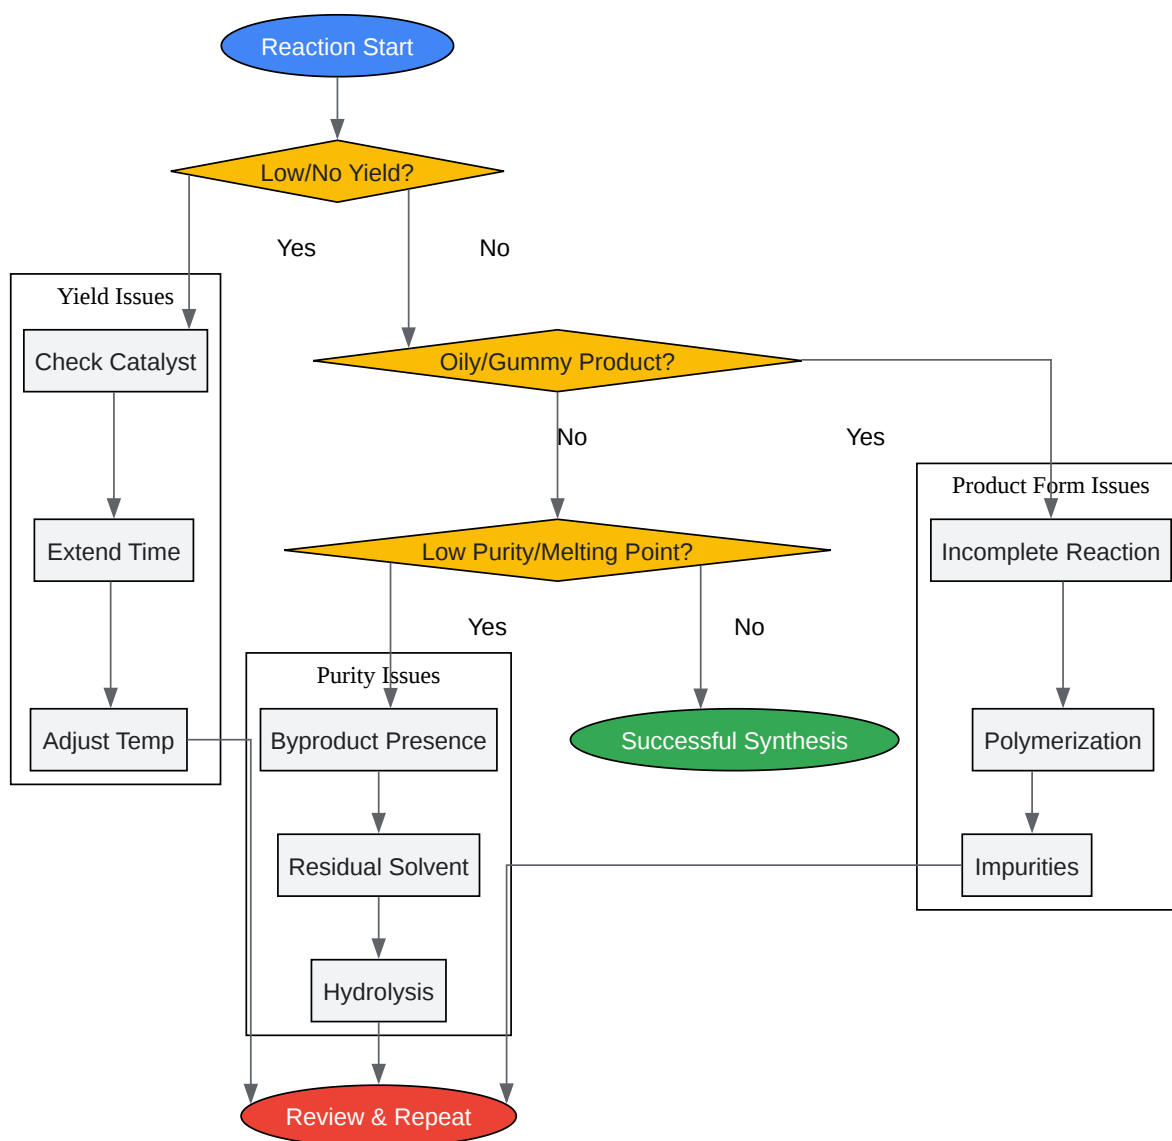 Reaction Start
Low/No Yield?
Yes
No
Yield Issues
Check Catalyst
Oily/Gummy Product?
No
Yes
Product Form Issues
Extend Time
Low Purity/Melting Point?
Incomplete Reaction
Yes
No
Purity Issues
Adjust Temp
Byproduct Presence
Successful Synthesis
Polymerization
Residual Solvent
Impurities
Hydrolysis
Review & Repeat